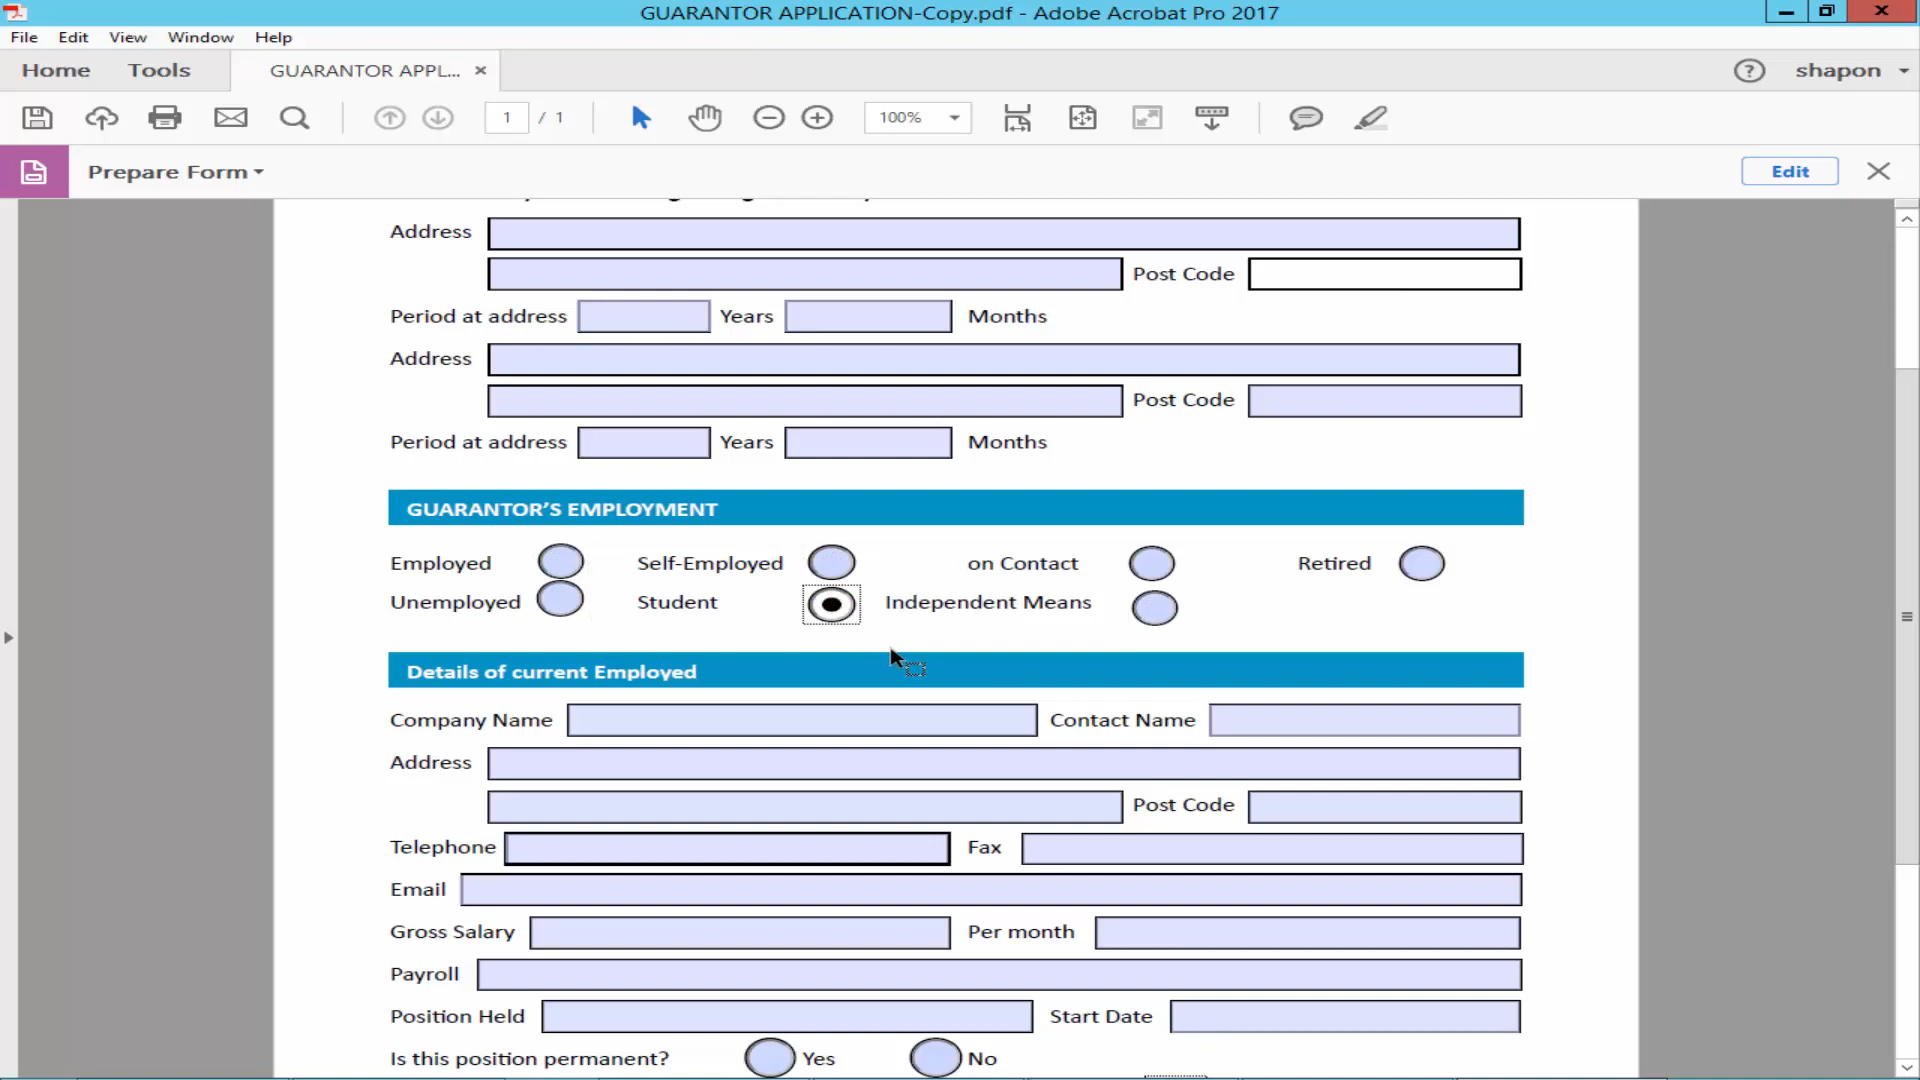 GUARANTOR APPLICATION-Copy.pdf - Adobe Acrobat Pro 2017
File Edit View Window Help
Home Tools GUARANTOR APPL... × shapon
1 / 1 100%
Prepare Form Edit
Address
Post Code
Period at address Years Months
Address
Post Code
Period at address Years Months
GUARANTOR’S EMPLOYMENT
Employed Self-Employed on Contact Retired
Unemployed Student Independent Means
Details of current Employed
Company Name Contact Name
Address
Post Code
Telephone Fax
Email
Gross Salary Per month
Payroll
Position Held Start Date
Is this position permanent? Yes No